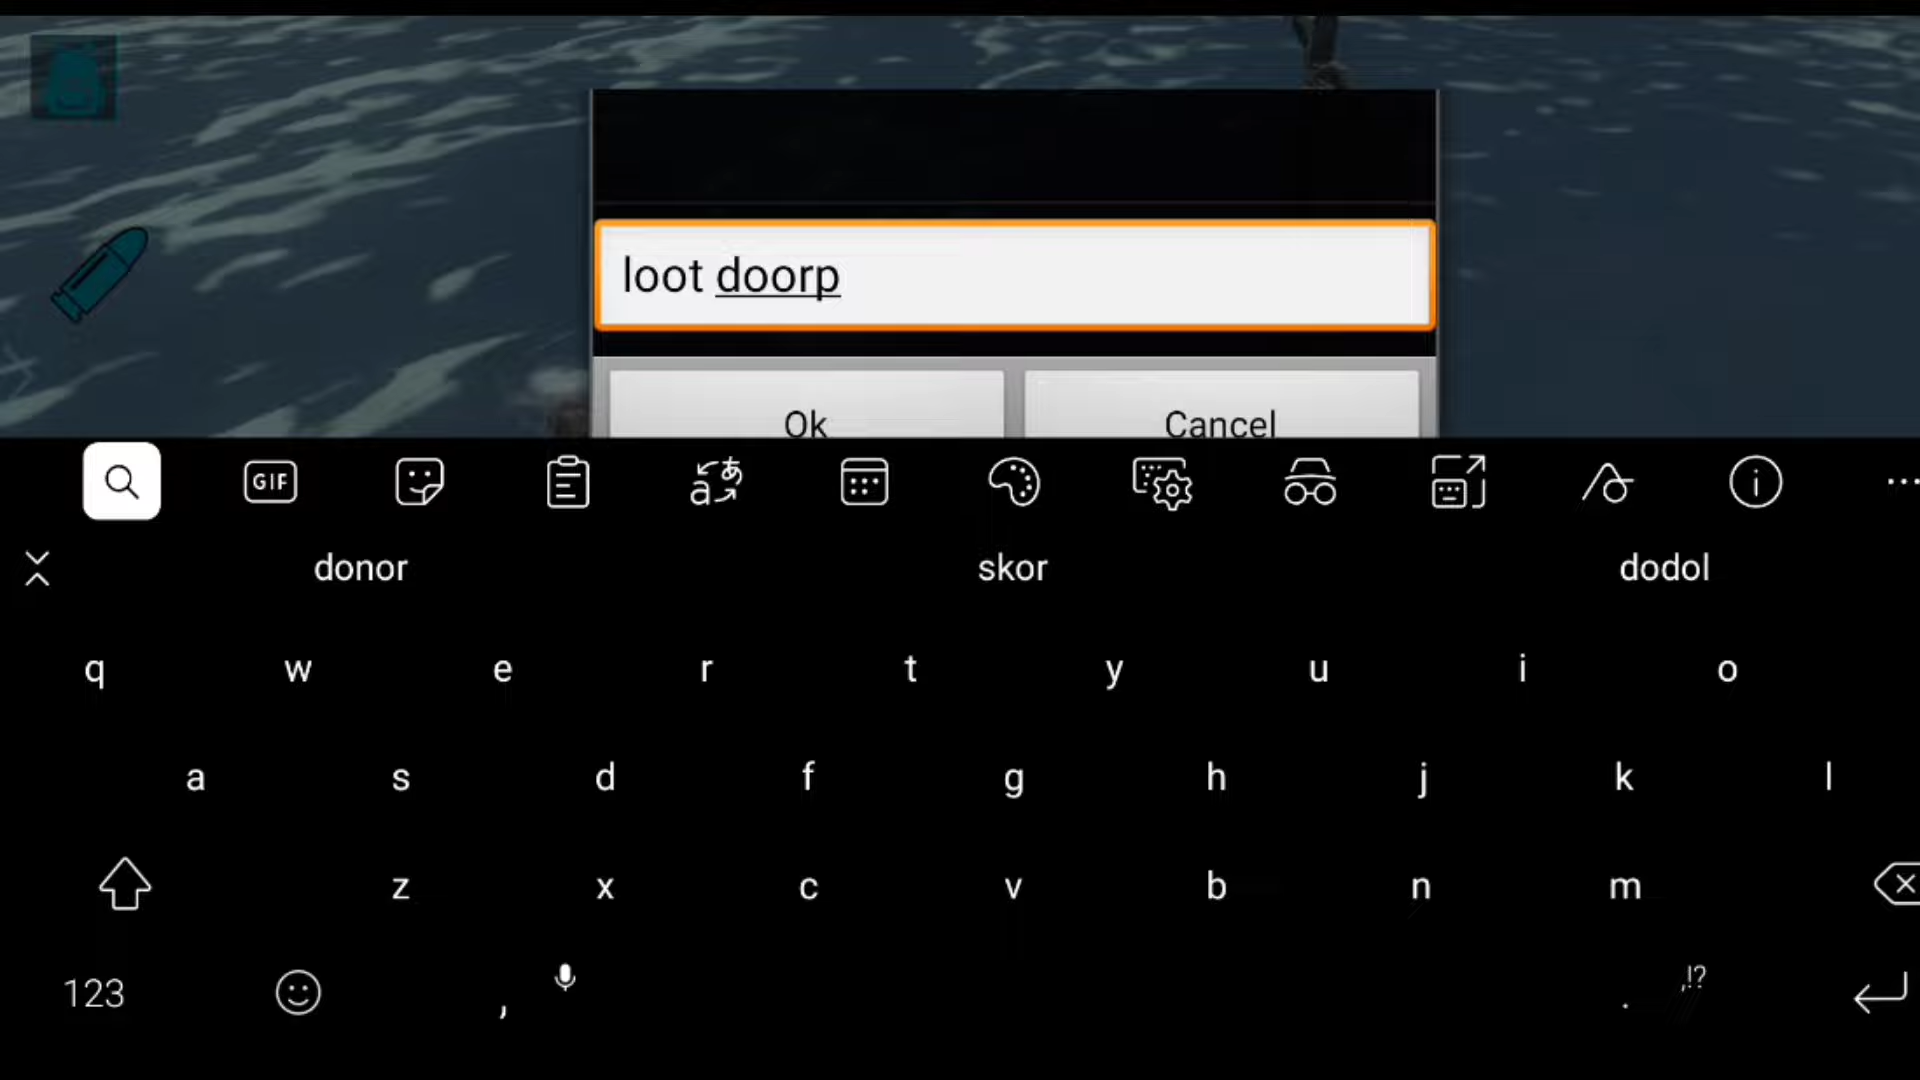 loot doorp
Ok Cancel
GIF
donor skor dodol
q w e r t y u i o
a s d f g h j k l
z x c v b n m
123 , . ,!?